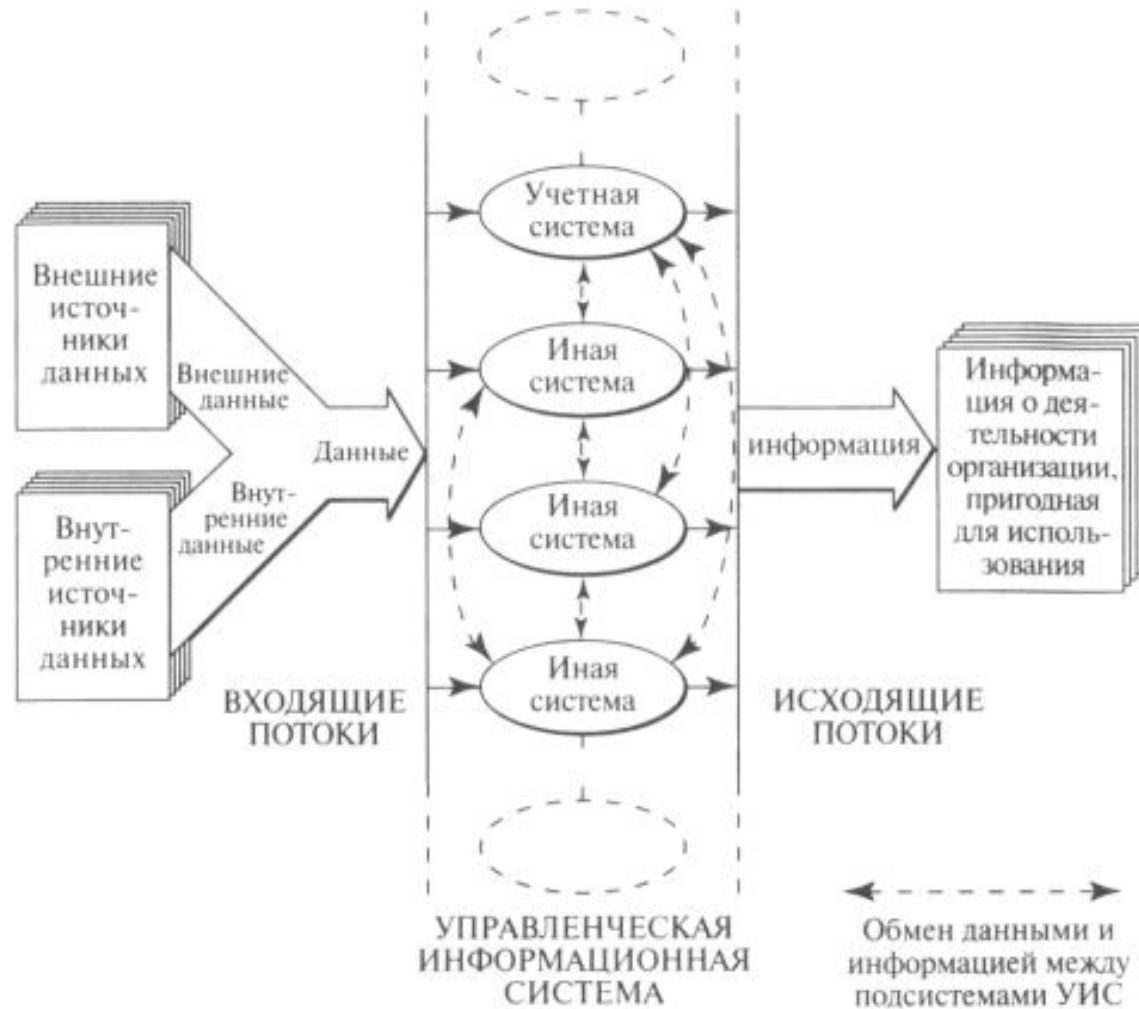 Учетная
система
Внешние
источ-
ники
данных
Внешние
данные
Иная
система
Данные
информация
Информа-
ция о дея-
тельности
организации,
пригодная
для исполь-
зования
Внут-
ренние
источ-
ники
данных
Внут-
ренние
данные
Иная
система
Иная
система
ВХОДЯЩИЕ
ПОТОКИ
ИСХОДЯЩИЕ
ПОТОКИ
УПРАВЛЕНЧЕСКАЯ
ИНФОРМАЦИОННАЯ
СИСТЕМА
Обмен данными и
информацией между
подсистемами УИС